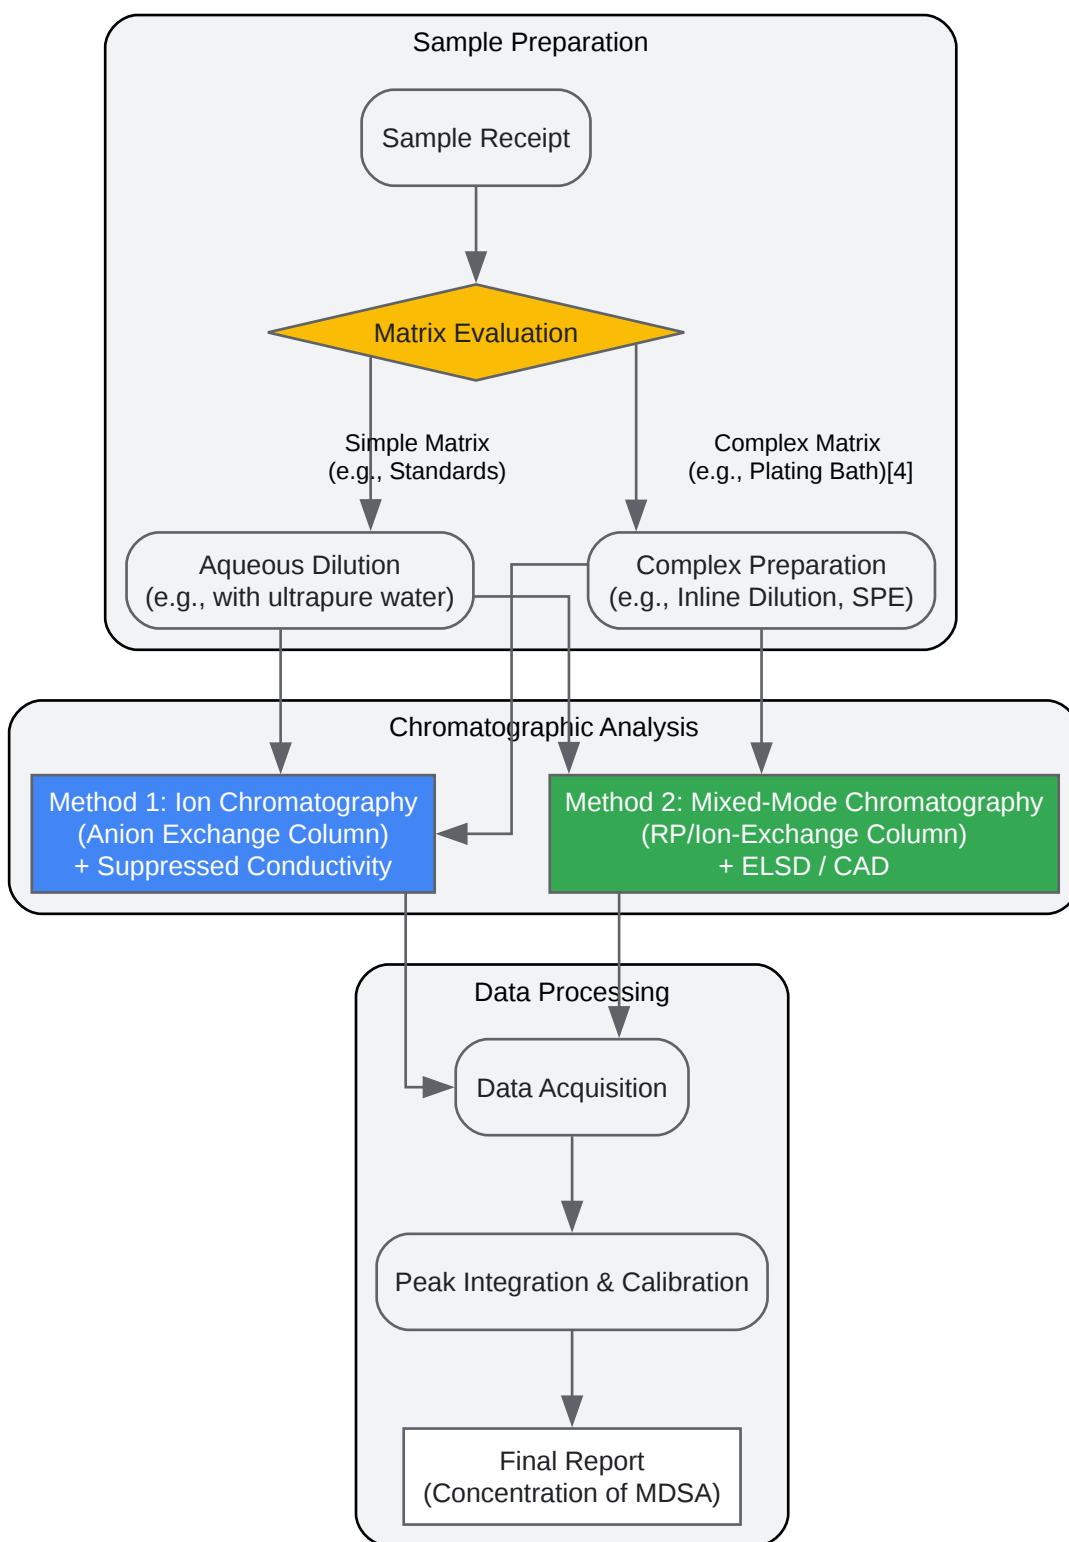 Sample Preparation
Sample Receipt
Matrix Evaluation
Simple Matrix
(e.g., Standards)
Complex Matrix
(e.g., Plating Bath)[4]
Aqueous Dilution
(e.g., with ultrapure water)
Complex Preparation
(e.g., Inline Dilution, SPE)
Chromatographic Analysis
Method 1: Ion Chromatography
(Anion Exchange Column)
+ Suppressed Conductivity
Method 2: Mixed-Mode Chromatography
(RP/Ion-Exchange Column)
+ ELSD / CAD
Data Processing
Data Acquisition
Peak Integration & Calibration
Final Report
(Concentration of MDSA)